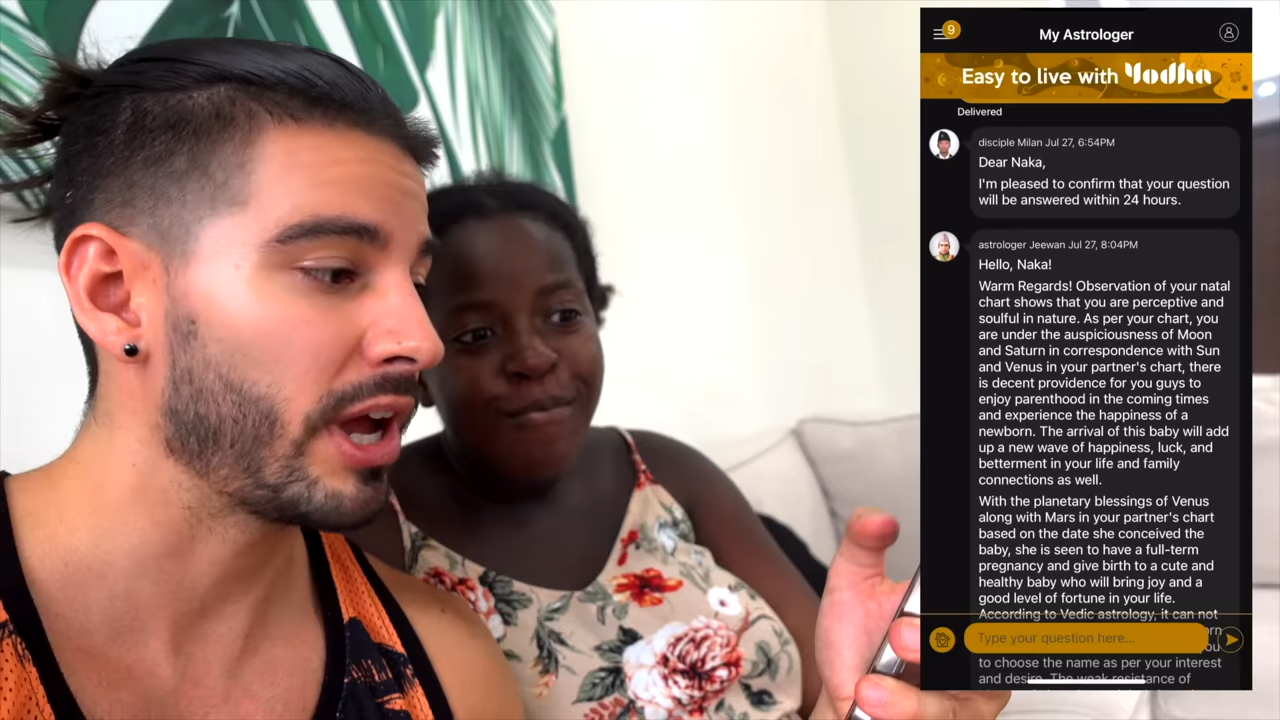 9
My Astrologer
Easy to live with Yodha
Delivered
disciple Milan Jul 27, 6:54PM
Dear Naka,
I'm pleased to confirm that your question
will be answered within 24 hours.
astrologer Jeewan Jul 27, 8:04PM
Hello, Naka!
Warm Regards! Observation of your natal
chart shows that you are perceptive and
soulful in nature. As per your chart, you
are under the auspiciousness of Moon
and Saturn in correspondence with Sun
and Venus in your partner's chart, there
is decent providence for you guys to
enjoy parenthood in the coming times
and experience the happiness of a
newborn. The arrival of this baby will add
up a new wave of happiness, luck, and
betterment in your life and family
connections as well.
With the planetary blessings of Venus
along with Mars in your partner's chart
based on the date she conceived the
baby, she is seen to have a full-term
pregnancy and give birth to a cute and
healthy baby who will bring joy and a
good level of fortune in your life.
According to Vedic astrology, it can not
Type your question here...
to choose the name as per your interest
and desire. The weak resistance of